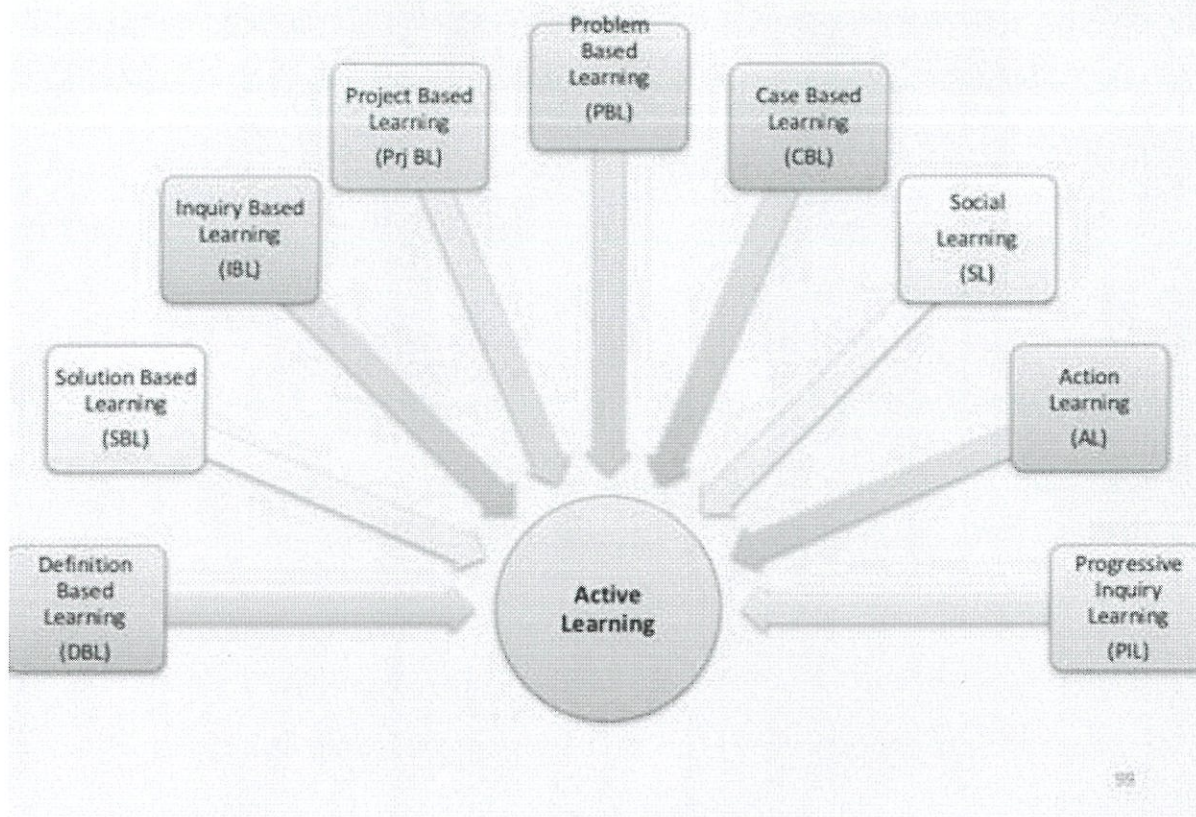 Problem
Based
Learning
(PBL)
Project Based
Learning
(Prj BL)
Case Based
Learning
(CBL)
Inquiry Based
Learning
(IBL)
Social
Learning
(SL)
Solution Based
Learning
(SBL)
Action
Learning
(AL)
Definition
Based
Learning
(DBL)
Active
Learning
Progressive
Inquiry
Learning
(PIL)